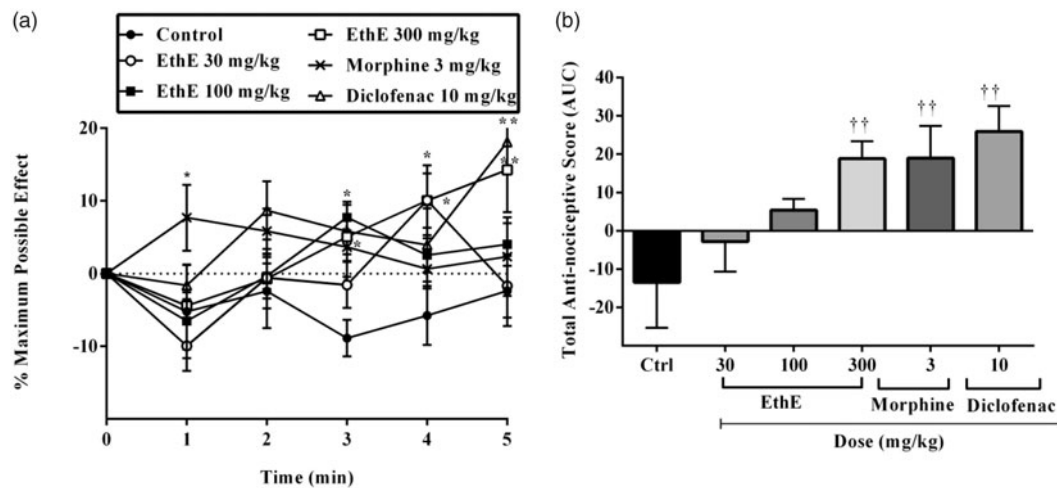 (a)
Control
EthE 30 mg/kg
EthE 100 mg/kg
EthE 300 mg/kg
Morphine 3 mg/kg
Diclofenac 10 mg/kg
% Maximum Possible Effect
20
10
0
-10
* * * * * ** **
0 1 2 3 4 5
Time (min)
(b)
Total Anti-nociceptive Score (AUC)
40
30
20
10
0
-10
-20
†† †† ††
Ctrl 30 100 300 3 10
EthE Morphine Diclofenac
Dose (mg/kg)